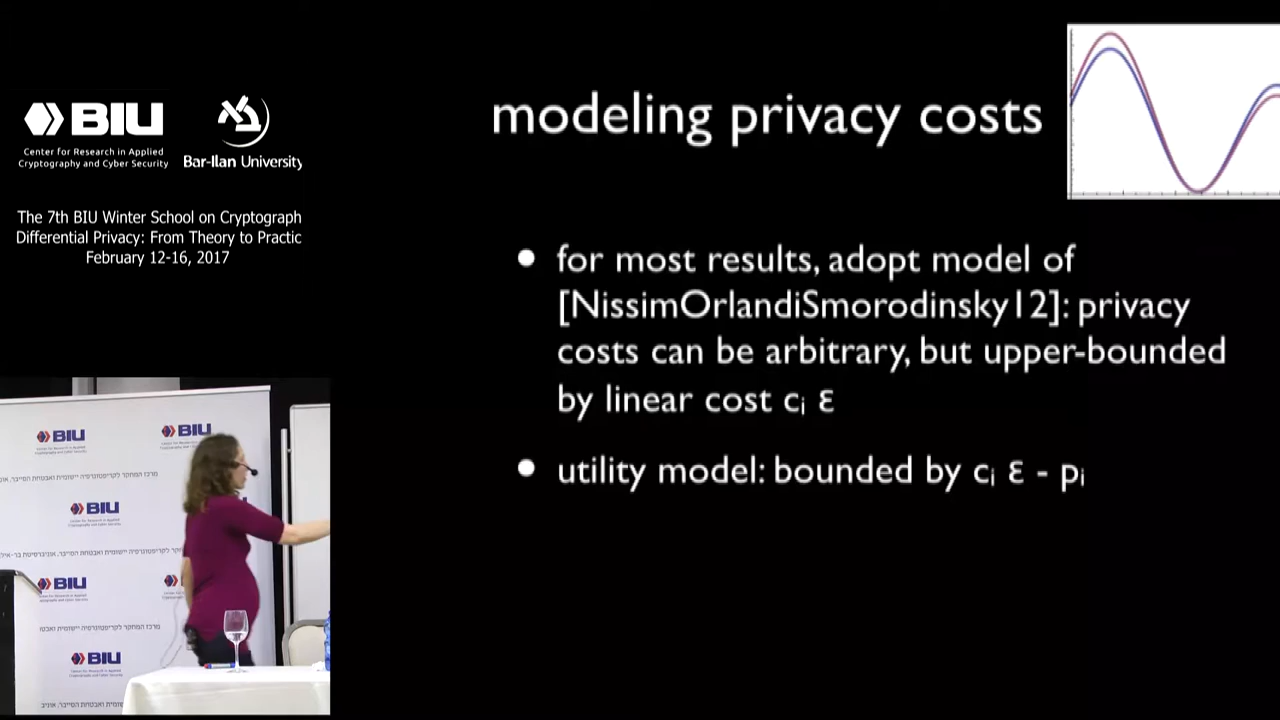 BIU
Center for Research in Applied
Cryptography and Cyber Security
Bar-Ilan University
The 7th BIU Winter School on Cryptograph
Differential Privacy: From Theory to Practic
February 12-16, 2017
modeling privacy costs
for most results, adopt model of
[NissimOrlandiSmorodinsky12]: privacy
costs can be arbitrary, but upper-bounded
by linear cost cᵢ ε
utility model: bounded by cᵢ ε - pᵢ
BIU
BIU
BIU
BIU
BIU